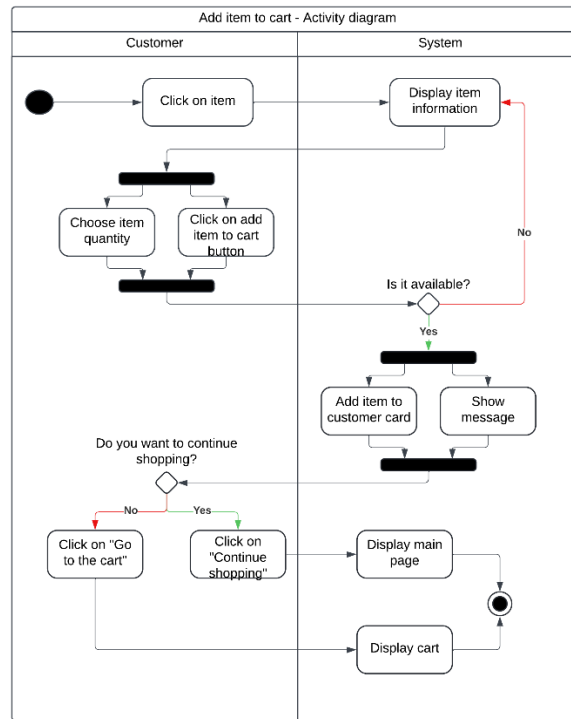 Add item to cart - Activity diagram
Customer
System
Click on item
Display item
information
Choose item
quantity
Click on add
item to cart
button
No
Is it available?
Yes
Add item to
customer card
Show
message
Do you want to continue
shopping?
No
Yes
Click on "Go
to the cart"
Click on
"Continue
shopping"
Display main
page
Display cart